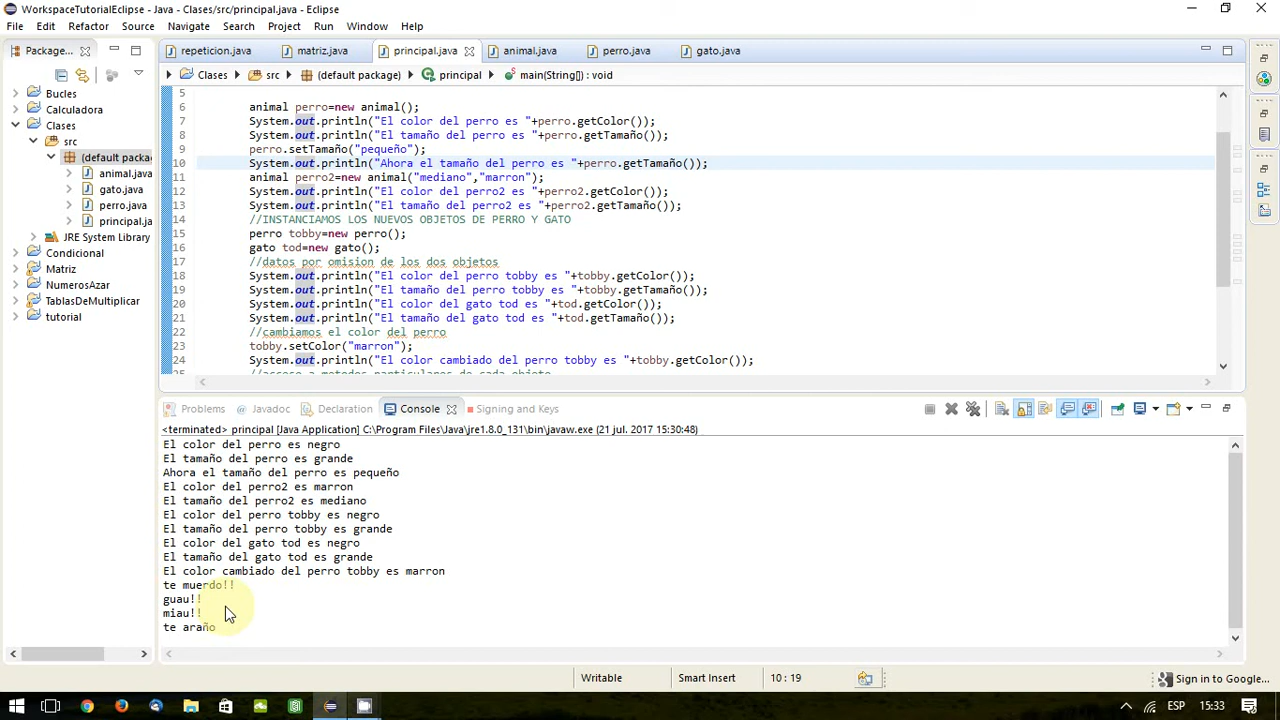 WorkspaceTutorialEclipse - Java - Clases/src/principal.java - Eclipse
File Edit Refactor Source Navigate Search Project Run Window Help
Package...
repeticion.java matriz.java principal.java animal.java perro.java gato.java
Clases src (default package) principal main(String[]) : void
Bucles
Calculadora
Clases
src
(default packa
animal.java
gato.java
perro.java
principal.ja
JRE System Library
Condicional
Matriz
NumerosAzar
TablasDeMultiplicar
tutorial
5
6 animal perro=new animal();
7 System.out.println("El color del perro es "+perro.getColor());
8 System.out.println("El tamaño del perro es "+perro.getTamaño());
9 perro.setTamaño("pequeño");
10 System.out.println("Ahora el tamaño del perro es "+perro.getTamaño());
11 animal perro2=new animal("mediano","marron");
12 System.out.println("El color del perro2 es "+perro2.getColor());
13 System.out.println("El tamaño del perro2 es "+perro2.getTamaño());
14 //INSTANCIAMOS LOS NUEVOS OBJETOS DE PERRO Y GATO
15 perro tobby=new perro();
16 gato tod=new gato();
17 //datos por omision de los dos objetos
18 System.out.println("El color del perro tobby es "+tobby.getColor());
19 System.out.println("El tamaño del perro tobby es "+tobby.getTamaño());
20 System.out.println("El color del gato tod es "+tod.getColor());
21 System.out.println("El tamaño del gato tod es "+tod.getTamaño());
22 //cambiamos el color del perro
23 tobby.setColor("marron");
24 System.out.println("El color cambiado del perro tobby es "+tobby.getColor());
25 //acceso a metodos particulares de cada objeto
Problems Javadoc Declaration Console Signing and Keys
<terminated> principal [Java Application] C:\Program Files\Java\jre1.8.0_131\bin\javaw.exe (21 jul. 2017 15:30:48)
El color del perro es negro
El tamaño del perro es grande
Ahora el tamaño del perro es pequeño
El color del perro2 es marron
El tamaño del perro2 es mediano
El color del perro tobby es negro
El tamaño del perro tobby es grande
El color del gato tod es negro
El tamaño del gato tod es grande
El color cambiado del perro tobby es marron
te muerdo!!
guau!!
miau!!
te araño
Writable Smart Insert 10 : 19 Sign in to Google...
ESP 15:33